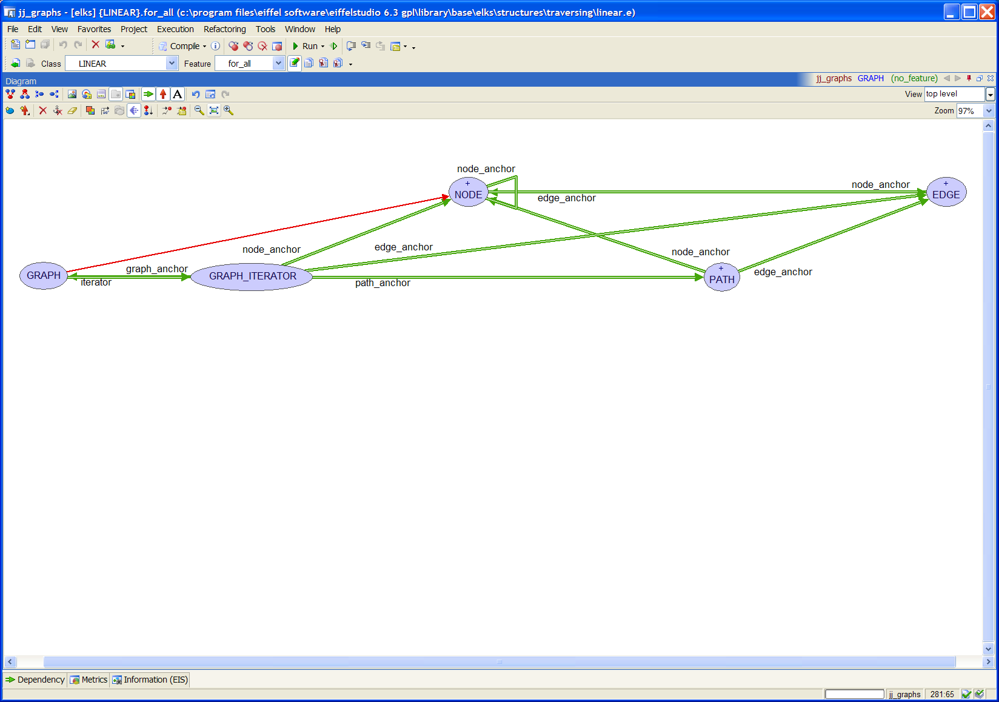 jj_graphs - [elks] {LINEAR}.for_all (c:\program files\eiffel software\eiffelstudio 6.3 gpl\library\base\elks\structures\traversing\linear.e)
File Edit View Favorites Project Execution Refactoring Tools Window Help
Compile Run
Class LINEAR Feature for_all
Diagram jj_graphs GRAPH (no_feature)
View top level
Zoom 97%
node_anchor
+
NODE
node_anchor
edge_anchor
+
EDGE
node_anchor
edge_anchor
node_anchor
GRAPH
graph_anchor
iterator
GRAPH_ITERATOR
path_anchor
+
PATH
edge_anchor
Dependency Metrics Information (EIS)
jj_graphs 281:65